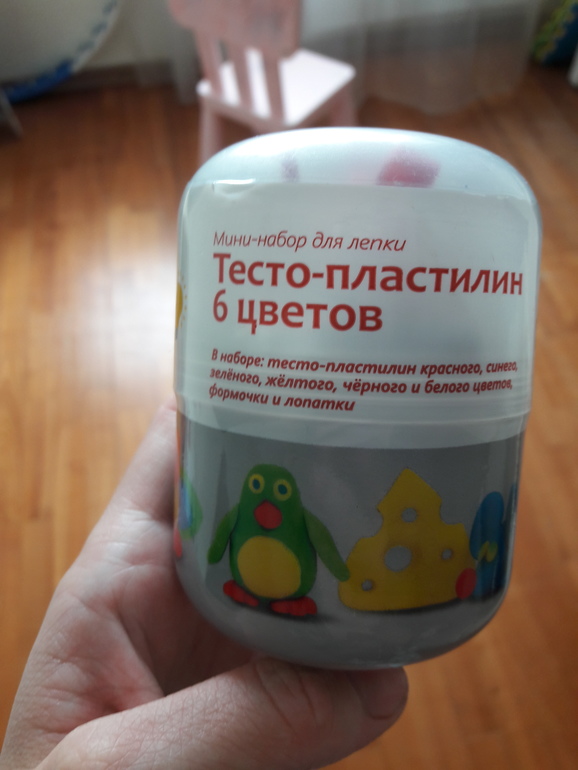 Мини-набор для лепки
Тесто-пластилин
6 цветов
В наборе: тесто-пластилин красного, синего,
зелёного, жёлтого, чёрного и белого цветов,
формочки и лопатки